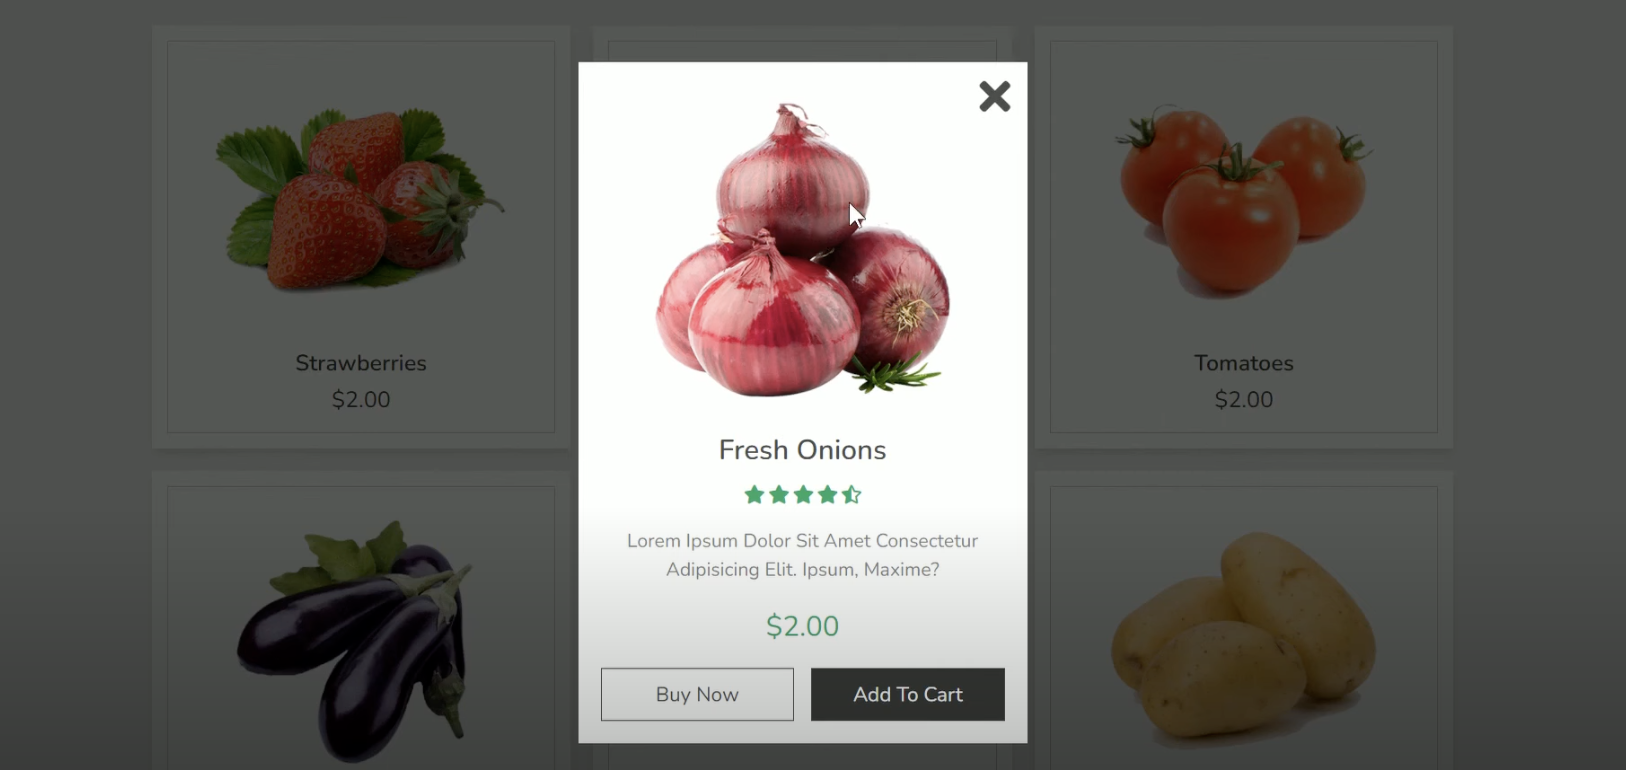 Strawberries
$2.00
Fresh Onions
Lorem Ipsum Dolor Sit Amet Consectetur
Adipisicing Elit. Ipsum, Maxime?
$2.00
Buy Now
Add To Cart
Tomatoes
$2.00